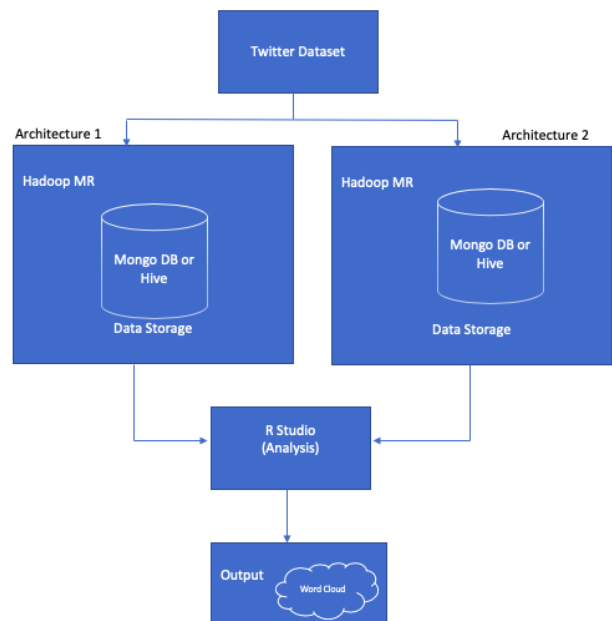 Twitter Dataset
Architecture 1
Architecture 2
Hadoop MR
Mongo DB or
Hive
Data Storage
Hadoop MR
Mongo DB or
Hive
Data Storage
R Studio
(Analysis)
Output
Word Cloud